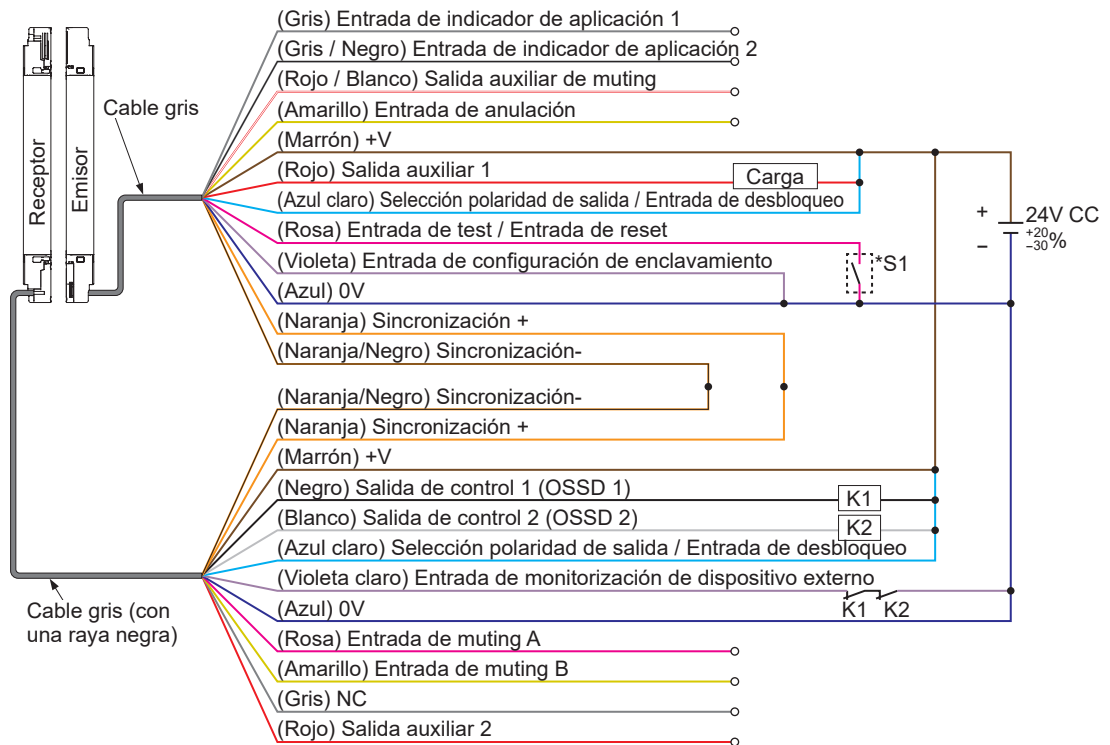 Receptor
Emisor
Cable gris
(Gris) Entrada de indicador de aplicación 1
(Gris / Negro) Entrada de indicador de aplicación 2
(Rojo / Blanco) Salida auxiliar de muting
(Amarillo) Entrada de anulación
(Marrón) +V
(Rojo) Salida auxiliar 1
Carga
(Azul claro) Selección polaridad de salida / Entrada de desbloqueo
(Rosa) Entrada de test / Entrada de reset
(Violeta) Entrada de configuración de enclavamiento
*S1
(Azul) 0V
+
−
24V CC
+20
−30 %
(Naranja) Sincronización +
(Naranja/Negro) Sincronización-
(Naranja/Negro) Sincronización-
(Naranja) Sincronización +
(Marrón) +V
(Negro) Salida de control 1 (OSSD 1)
K1
(Blanco) Salida de control 2 (OSSD 2)
K2
(Azul claro) Selección polaridad de salida / Entrada de desbloqueo
(Violeta claro) Entrada de monitorización de dispositivo externo
K1 K2
(Azul) 0V
Cable gris (con
una raya negra)
(Rosa) Entrada de muting A
(Amarillo) Entrada de muting B
(Gris) NC
(Rojo) Salida auxiliar 2